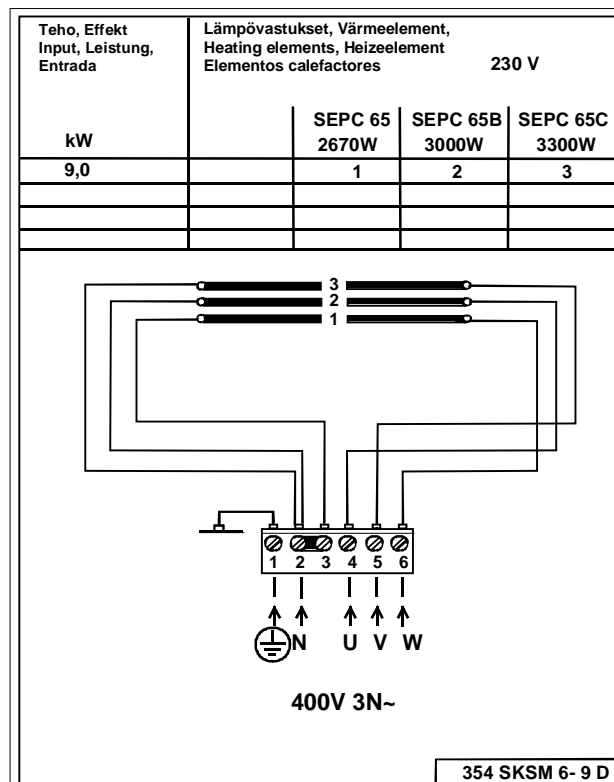 Teho, Effekt
Input, Leistung,
Entrada
kW
Lämpövastukset, Värmeelement,
Heating elements, Heizeelement
Elementos calefactores 230 V
SEPC 65 SEPC 65B SEPC 65C
2670W 3000W 3300W
9,0 1 2 3
3
2
1
1 2 3 4 5 6
N U V W
400V 3N~
354 SKSM 6- 9 D